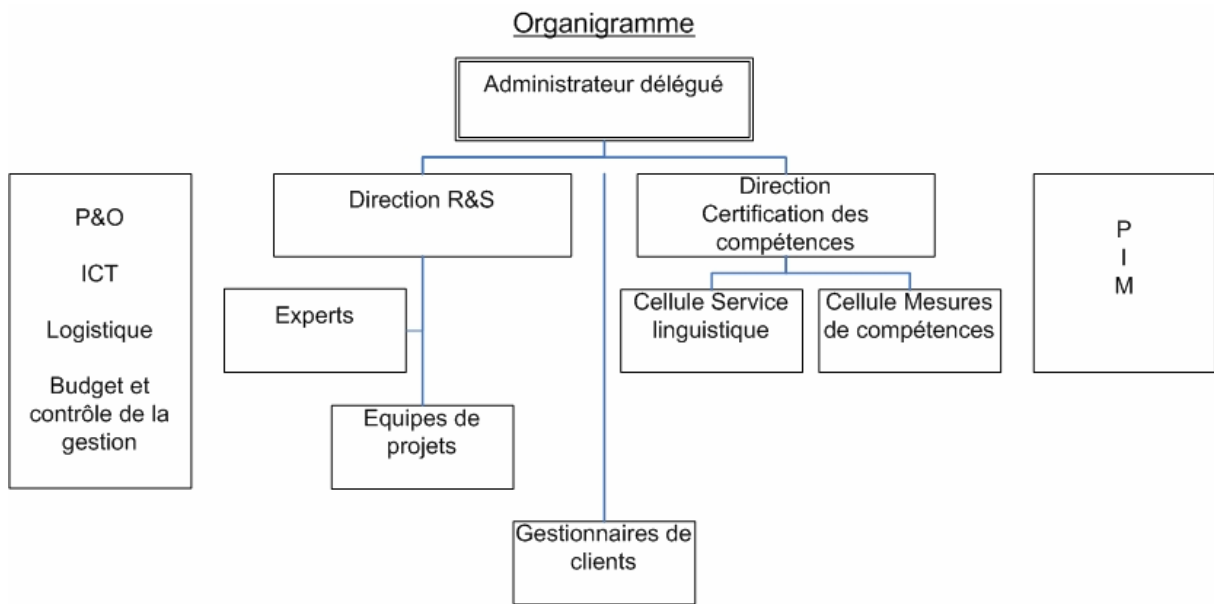 Organigramme
Administrateur délégué
P&O
ICT
Logistique
Budget et
contrôle de la
gestion
Direction R&S
Experts
Equipes de
projets
Gestionnaires de
clients
Direction
Certification des
compétences
Cellule Service
linguistique
Cellule Mesures
de compétences
P
I
M